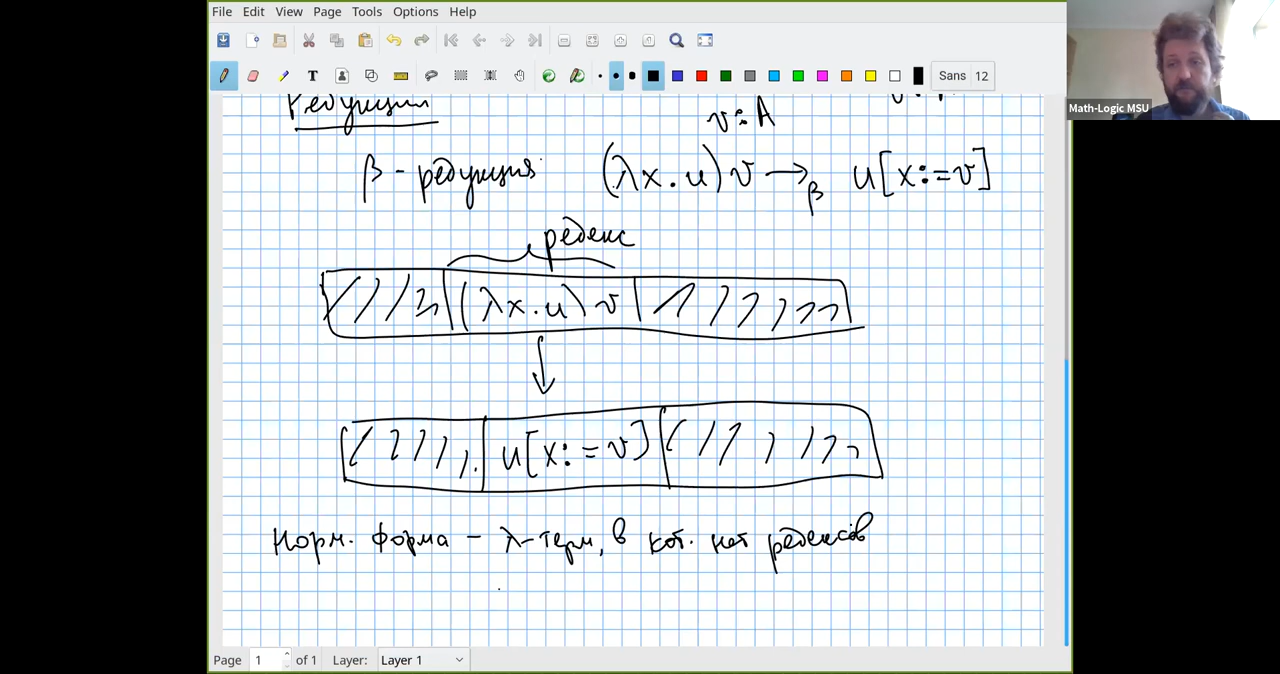 File Edit View Page Tools Options Help
T Sans 12
Math-Logic MSU
Редукции
v:A
β-редукция: (λx.u)v →β u[x:=v]
редекс
(λx.u)v
u[x:=v]
Норм. форма – λ-терм, в кот. нет редексов
Page 1 of 1 Layer: Layer 1